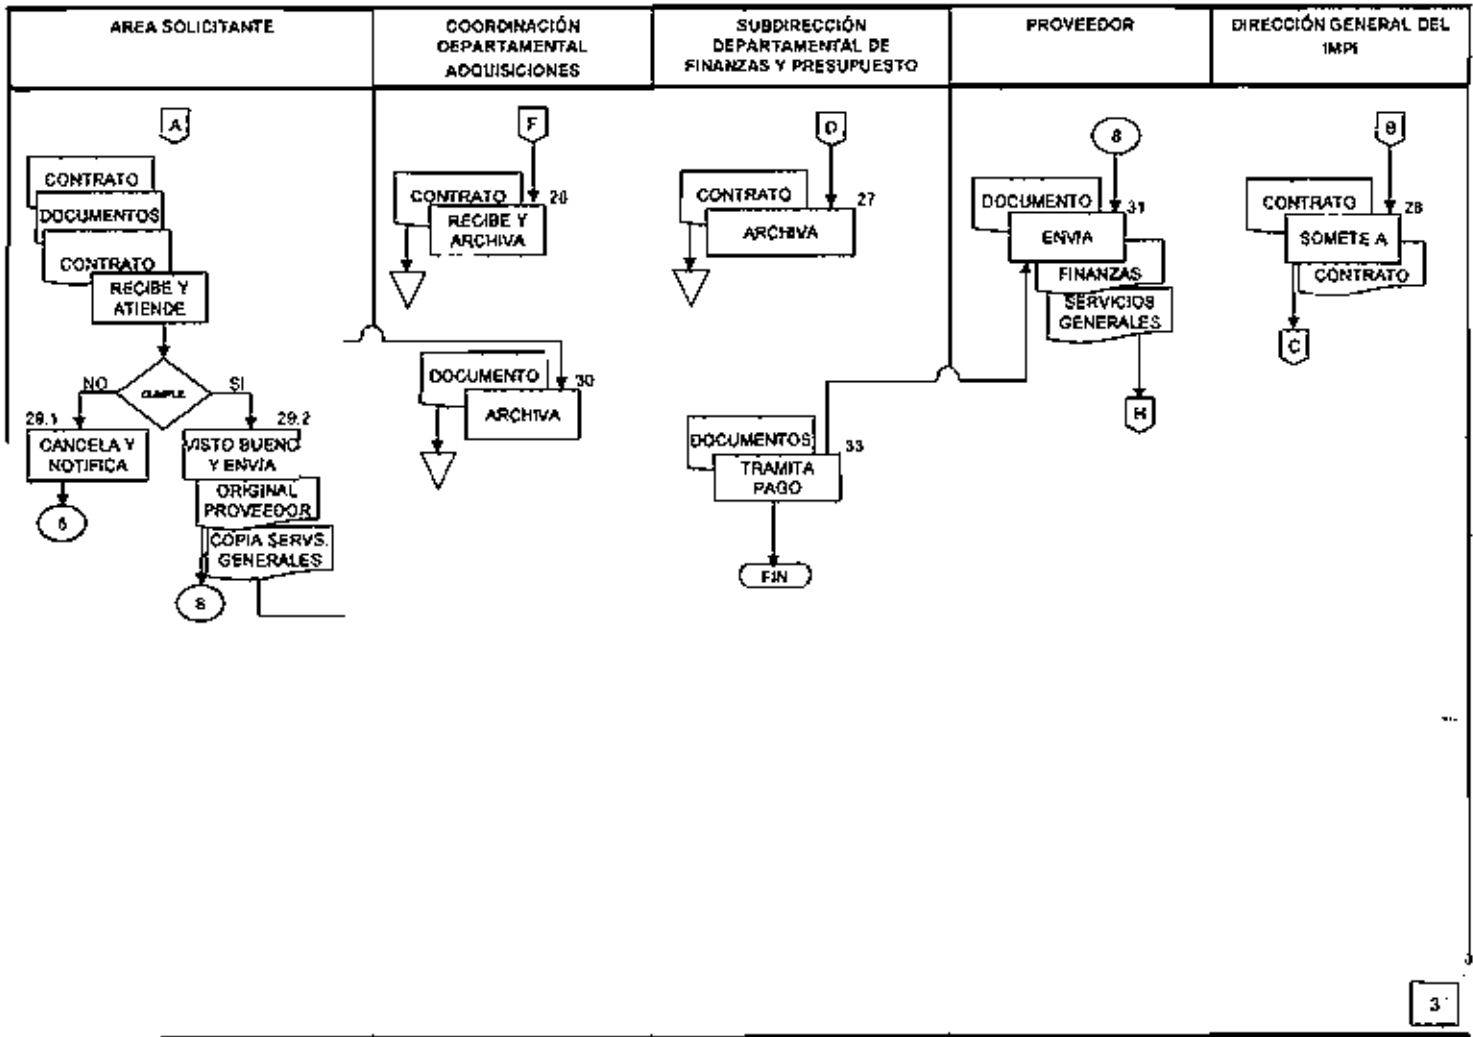 AREA SOLICITANTE
COORDINACIÓN
DEPARTAMENTAL
ADQUISICIONES
SUBDIRECCIÓN
DEPARTAMENTAL DE
FINANZAS Y PRESUPUESTO
PROVEEDOR
DIRECCIÓN GENERAL DEL
IMPI
A
CONTRATO
DOCUMENTOS
CONTRATO
RECIBE Y
ATIENDE
CUMPLE
NO
SI
29.1
CANCELA Y
NOTIFICA
29.2
VISTO BUENO
Y ENVÍA
ORIGINAL
PROVEEDOR
COPIA SERVS.
GENERALES
8
F
CONTRATO
RECIBE Y
ARCHIVA
DOCUMENTO
30
ARCHIVA
D
CONTRATO
27
ARCHIVA
DOCUMENTOS
33
TRAMITA
PAGO
FIN
8
DOCUMENTO
31
ENVIA
FINANZAS
SERVICIOS
GENERALES
H
CONTRATO
SOMETE A
CONTRATO
C
3